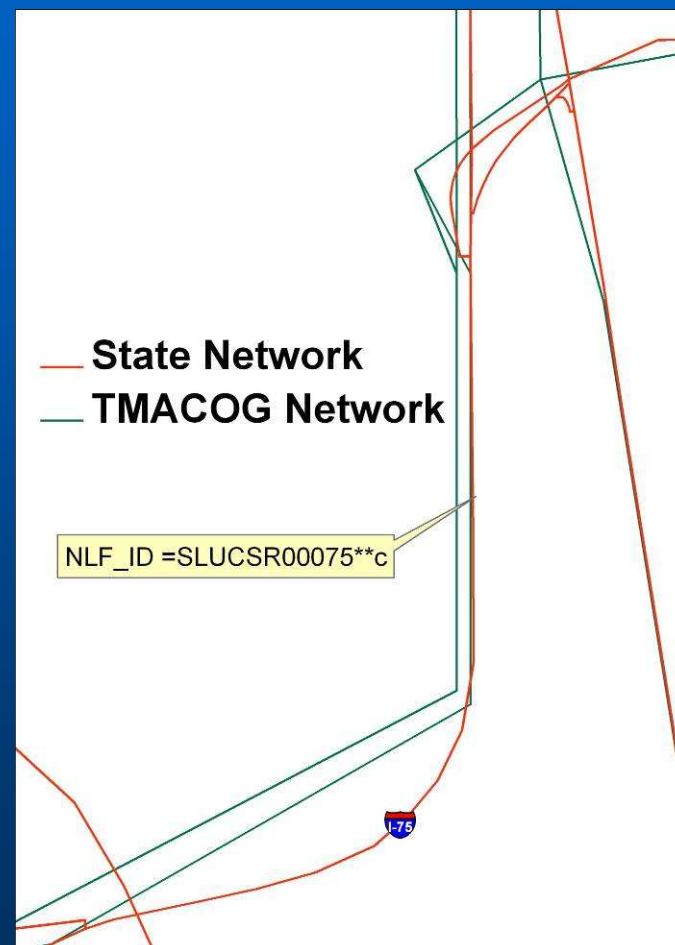 State Network
TMACOG Network
NLF_ID =SLUCSR00075**c
I-75